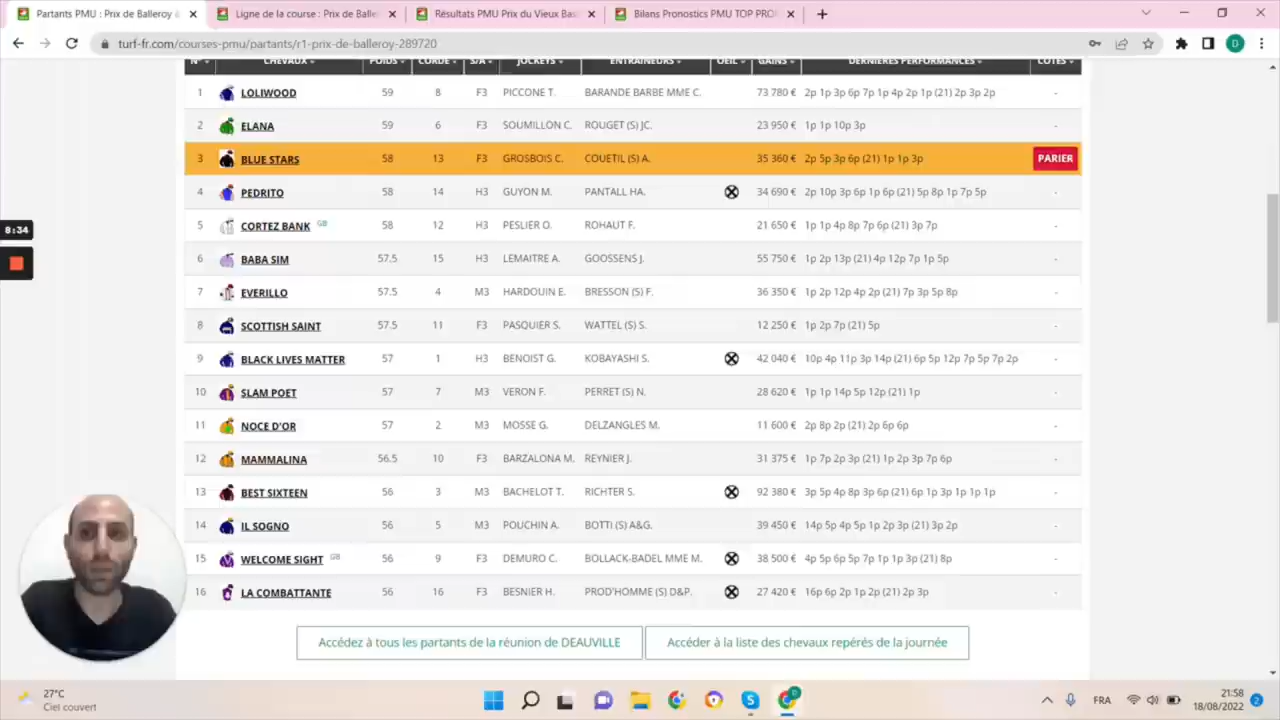 Partants PMU : Prix de Balleroy à
Ligne de la course : Prix de Balle
Résultats PMU Prix du Vieux Bas
Bilans Pronostics PMU TOP PRO
turf-fr.com/courses-pmu/partants/r1-prix-de-balleroy-289720
D
N° CHEVAUX POIDS CORDE S/A JOCKEYS ENTRAÎNEURS OEIL GAINS DERNIÈRES PERFORMANCES COTES
1 LOLIWOOD 59 8 F3 PICCONE T. BARANDE BARBE MME C. 73 780 € 2p 1p 3p 6p 7p 1p 4p 2p 1p (21) 2p 3p 2p -
2 ELANA 59 6 F3 SOUMILLON C. ROUGET (S) JC. 23 950 € 1p 1p 10p 3p -
3 BLUE STARS 58 13 F3 GROSBOIS C. COUETIL (S) A. 35 360 € 2p 5p 3p 6p (21) 1p 1p 3p PARIER
4 PEDRITO 58 14 H3 GUYON M. PANTALL HA. 34 690 € 2p 10p 3p 6p 1p 6p (21) 5p 8p 1p 7p 5p -
8:34
5 CORTEZ BANK GB 58 12 H3 PESLIER O. ROHAUT F. 21 650 € 1p 1p 4p 8p 7p 6p (21) 3p 7p -
6 BABA SIM 57.5 15 H3 LEMAITRE A. GOOSSENS J. 55 750 € 1p 2p 13p (21) 4p 12p 7p 1p 5p -
7 EVERILLO 57.5 4 M3 HARDOUIN E. BRESSON (S) F. 36 350 € 1p 2p 12p 4p 2p (21) 7p 3p 5p 8p -
8 SCOTTISH SAINT 57.5 11 F3 PASQUIER S. WATTEL (S) S. 12 250 € 1p 2p 7p (21) 5p -
9 BLACK LIVES MATTER 57 1 H3 BENOIST G. KOBAYASHI S. 42 040 € 10p 4p 11p 3p 14p (21) 6p 5p 12p 7p 5p 7p 2p -
10 SLAM POET 57 7 M3 VERON F. PERRET (S) N. 28 620 € 1p 1p 14p 5p 12p (21) 1p -
11 NOCE D'OR 57 2 M3 MOSSE G. DELZANGLES M. 11 600 € 2p 8p 2p (21) 2p 6p 6p -
12 MAMMALINA 56.5 10 F3 BARZALONA M. REYNIER J. 31 375 € 1p 7p 2p 3p (21) 1p 2p 3p 7p 6p -
13 BEST SIXTEEN 56 3 M3 BACHELOT T. RICHTER S. 92 380 € 3p 5p 4p 8p 3p 6p (21) 6p 1p 3p 1p 1p 1p -
14 IL SOGNO 56 5 M3 POUCHIN A. BOTTI (S) A&G. 39 450 € 14p 5p 4p 5p 1p 2p 3p (21) 3p 2p -
15 WELCOME SIGHT GB 56 9 F3 DEMURO C. BOLLACK-BADEL MME M. 38 500 € 4p 5p 6p 5p 7p 1p 1p 3p (21) 8p -
16 LA COMBATTANTE 56 16 F3 BESNIER H. PROD'HOMME (S) D&P. 27 420 € 16p 6p 2p 1p 2p (21) 2p 3p -
Accédez à tous les partants de la réunion de DEAUVILLE
Accéder à la liste des chevaux repérés de la journée
27°C
Ciel couvert
FRA
21:58
18/08/2022
2